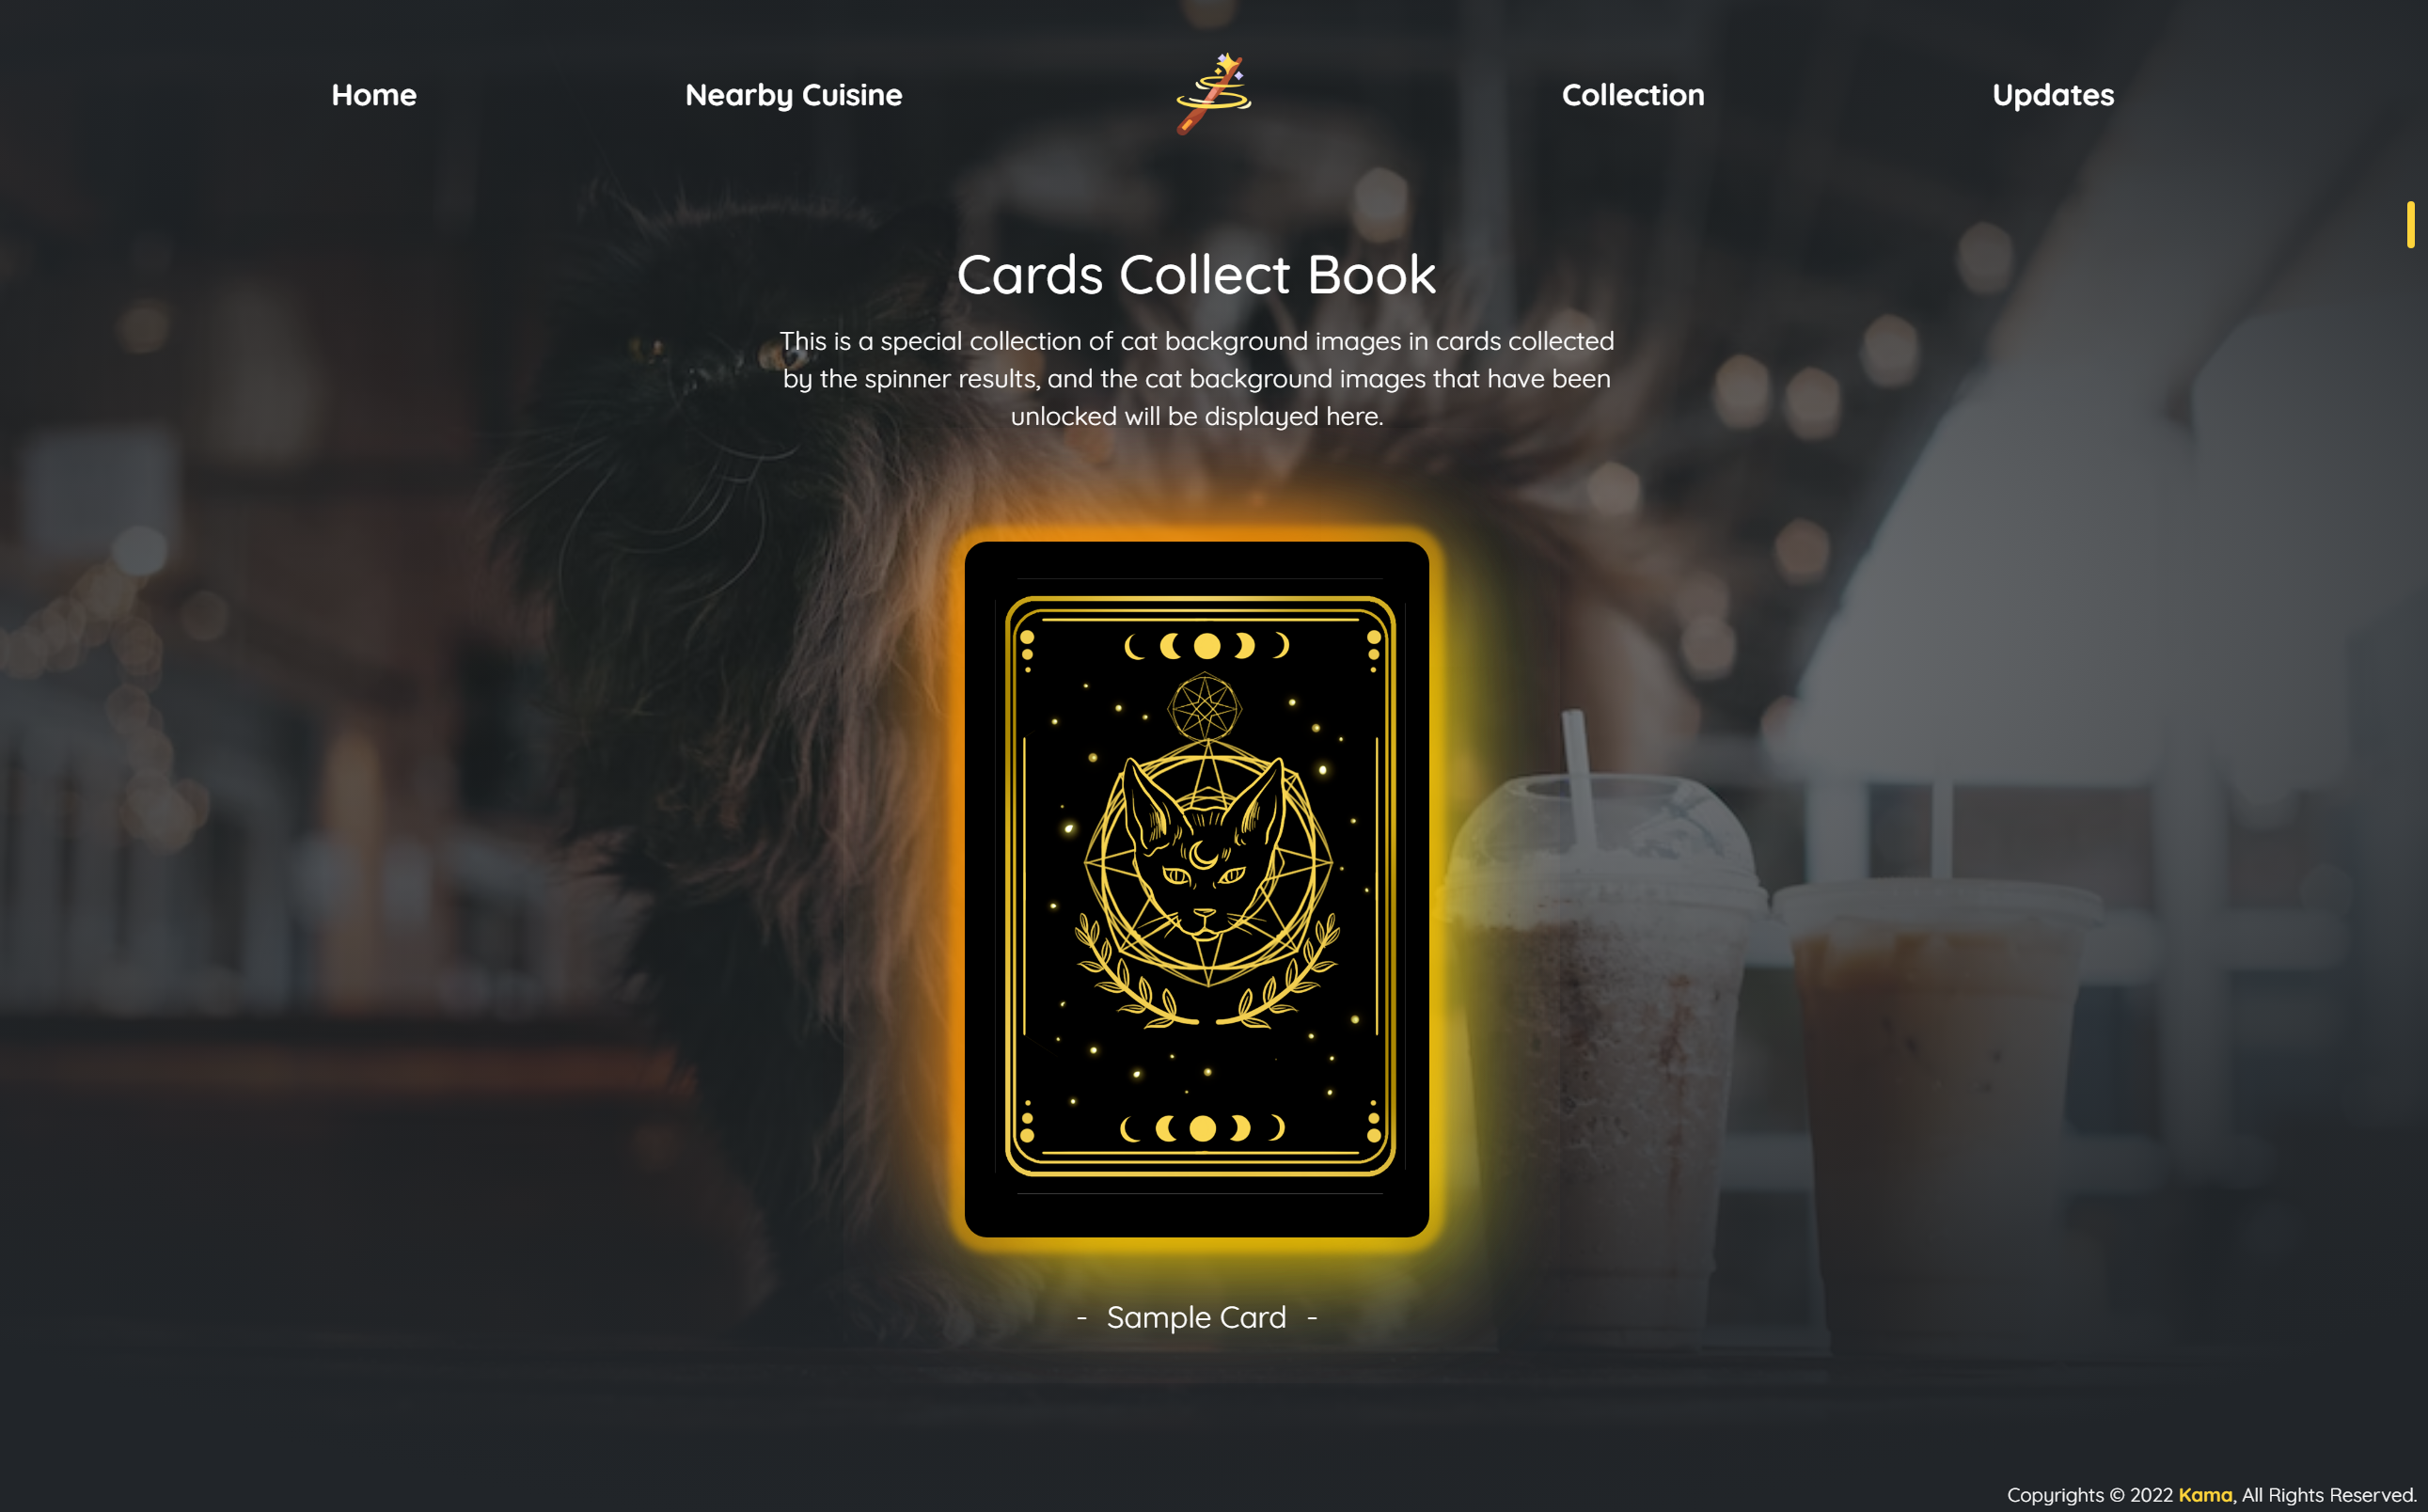 Home
Nearby Cuisine
Collection
Updates
Cards Collect Book
This is a special collection of cat background images in cards collected
by the spinner results, and the cat background images that have been
unlocked will be displayed here.
- Sample Card -
Copyrights © 2022 Kama, All Rights Reserved.